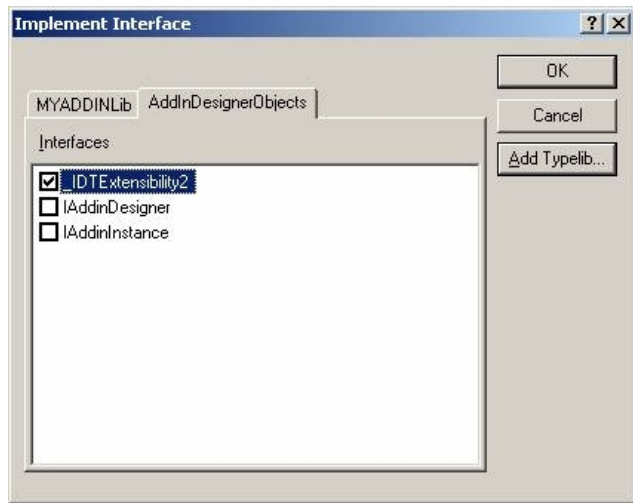 Implement Interface
OK
MYADDINLib
AddInDesignerObjects
Cancel
Interfaces
Add Typelib...
_IDTExtensibility2
IAddinDesigner
IAddinInstance